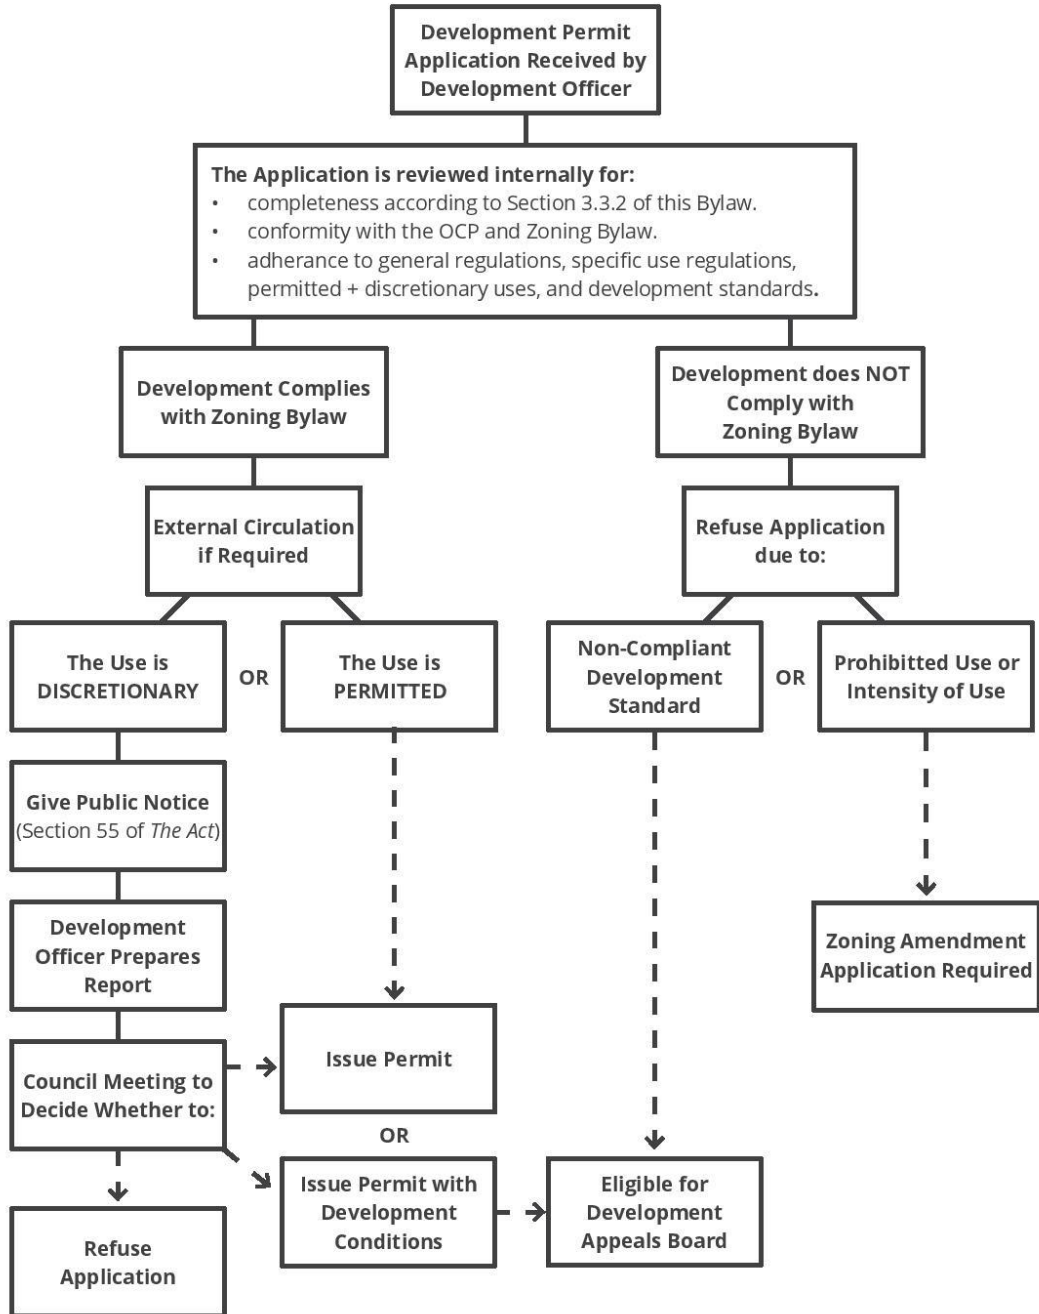 Development Permit
Application Received by
Development Officer
The Application is reviewed internally for:
• completeness according to Section 3.3.2 of this Bylaw.
• conformity with the OCP and Zoning Bylaw.
• adherence to general regulations, specific use regulations,
permitted + discretionary uses, and development standards.
Development Complies
with Zoning Bylaw
Development does NOT
Comply with
Zoning Bylaw
External Circulation
if Required
Refuse Application
due to:
The Use is
DISCRETIONARY
OR
The Use is
PERMITTED
Non-Compliant
Development
Standard
OR
Prohibitted Use or
Intensity of Use
Give Public Notice
(Section 55 of The Act)
Development
Officer Prepares
Report
Zoning Amendment
Application Required
Council Meeting to
Decide Whether to:
Issue Permit
OR
Issue Permit with
Development
Conditions
Eligible for
Development
Appeals Board
Refuse
Application